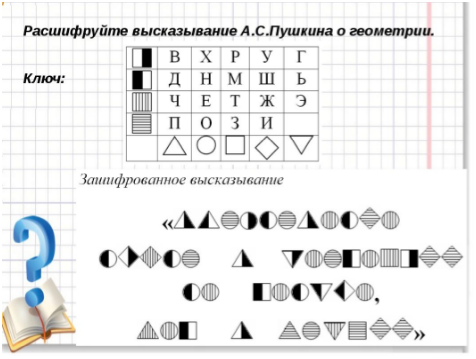 Расшифруйте высказывание А.С.Пушкина о геометрии.
Ключ:
В Х Р У Г
Д Н М Ш Ь
Ч Е Т Ж Э
П О З И
Зашифрованное высказывание
«
,
»